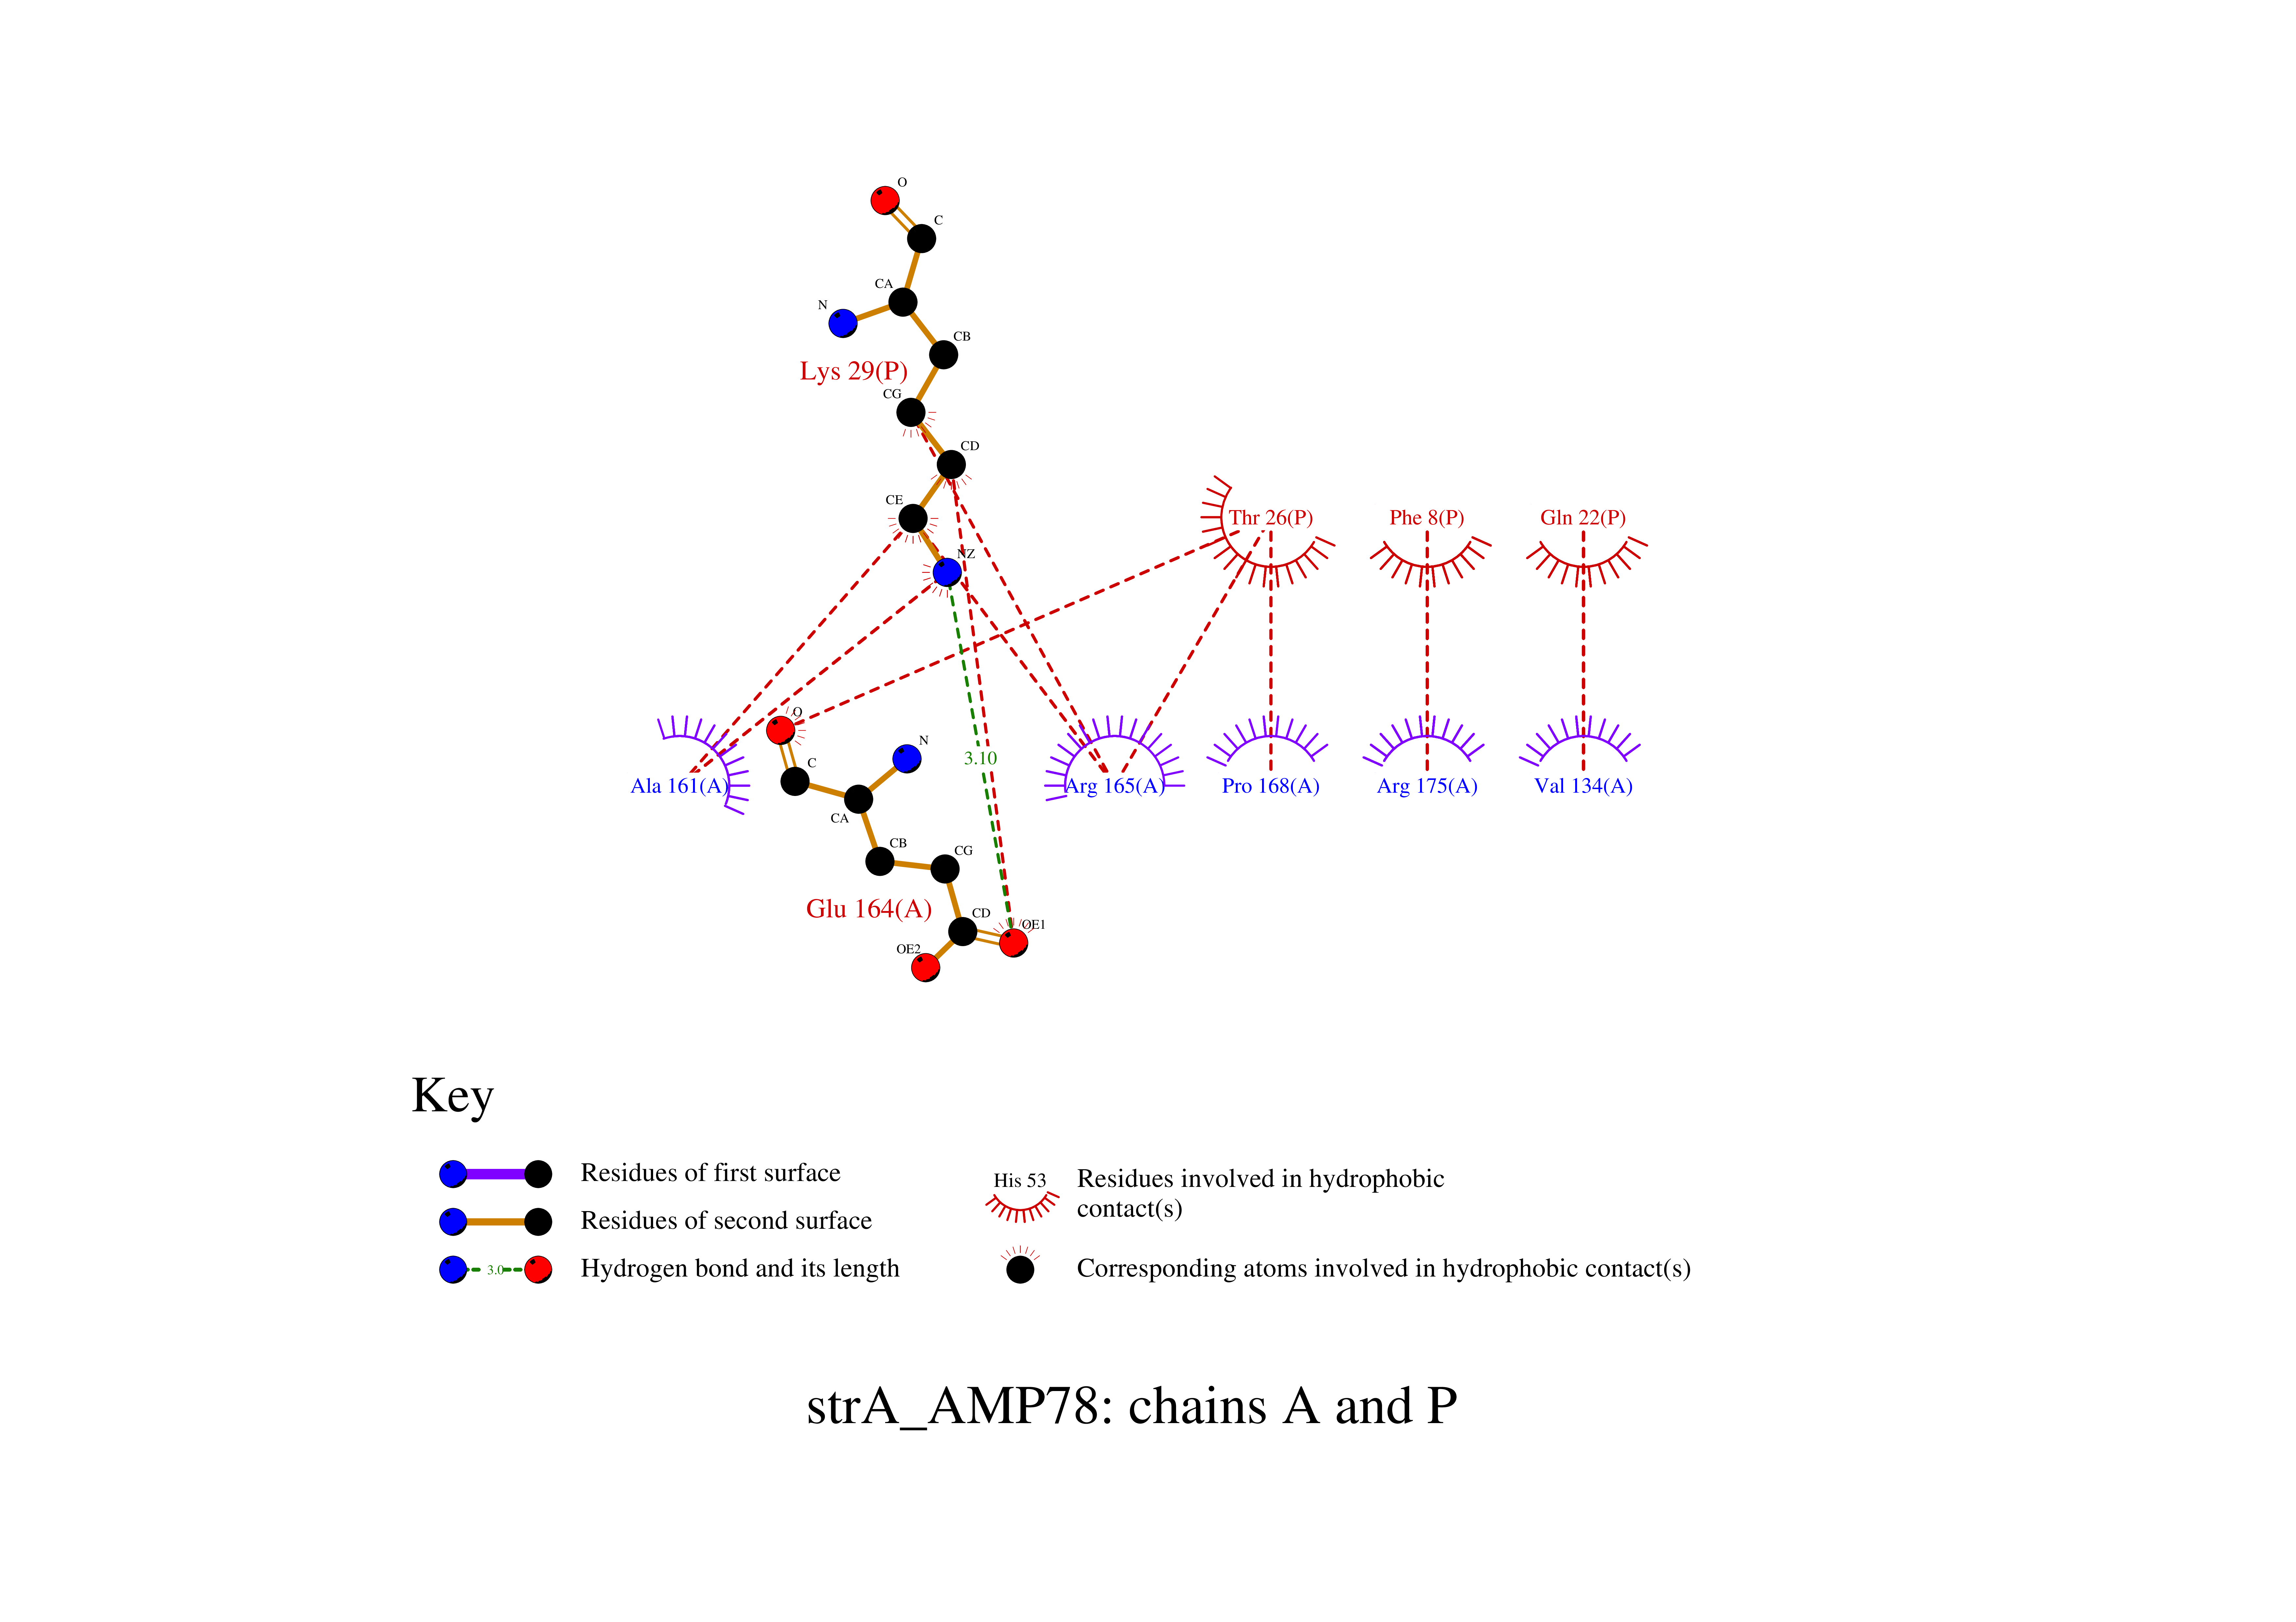 O
C
CA
N
CB
Lys 29(P)
CG
CD
CE
Thr 26(P) Phe 8(P) Gln 22(P)
NZ
O
N
3.10
C
Ala 161(A) Arg 165(A) Pro 168(A) Arg 175(A) Val 134(A)
CA
CB
CG
Glu 164(A)
CD
OE1
OE2
Key
Residues of first surface
Residues of second surface
3.0 Hydrogen bond and its length
His 53 Residues involved in hydrophobic
contact(s)
Corresponding atoms involved in hydrophobic contact(s)
strA_AMP78: chains A and P